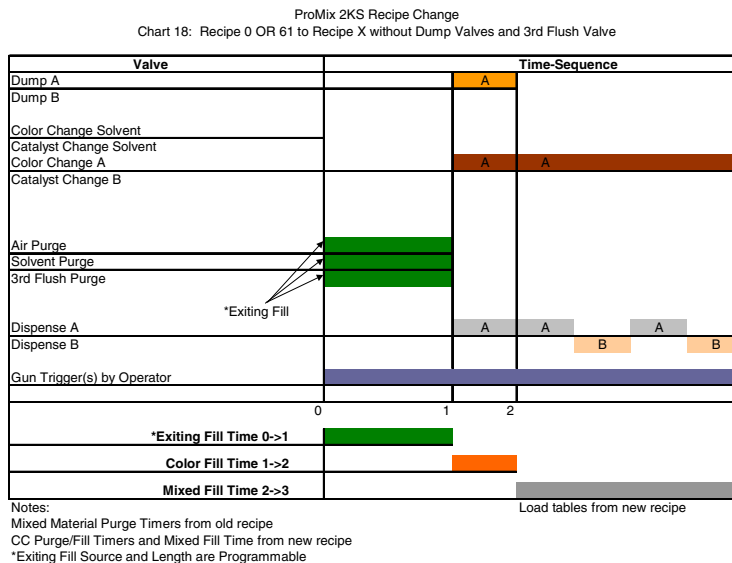 ProMix 2KS Recipe Change
Chart 18: Recipe 0 OR 61 to Recipe X without Dump Valves and 3rd Flush Valve
Valve Time-Sequence
Dump A A
Dump B
Color Change Solvent
Catalyst Change Solvent
Color Change A A A
Catalyst Change B
Air Purge
Solvent Purge
3rd Flush Purge
*Exiting Fill
Dispense A A A A
Dispense B B B
Gun Trigger(s) by Operator
0 1 2
*Exiting Fill Time 0->1
Color Fill Time 1->2
Mixed Fill Time 2->3
Notes: Load tables from new recipe
Mixed Material Purge Timers from old recipe
CC Purge/Fill Timers and Mixed Fill Time from new recipe
*Exiting Fill Source and Length are Programmable